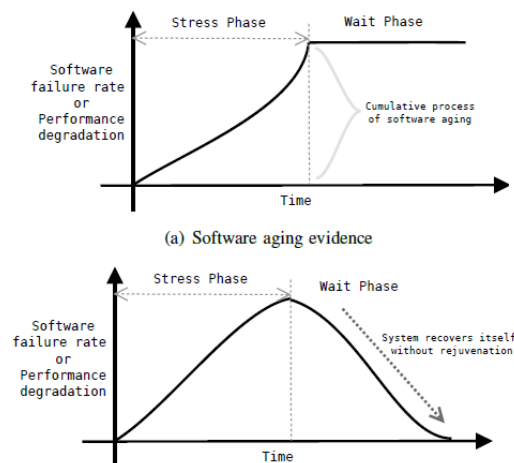 Stress Phase
Wait Phase
Software
failure rate
or
Performance
degradation
Cumulative process
of software aging
Time
(a) Software aging evidence
Stress Phase
Wait Phase
Software
failure rate
or
Performance
degradation
System recovers itself
without rejuvenation
Time